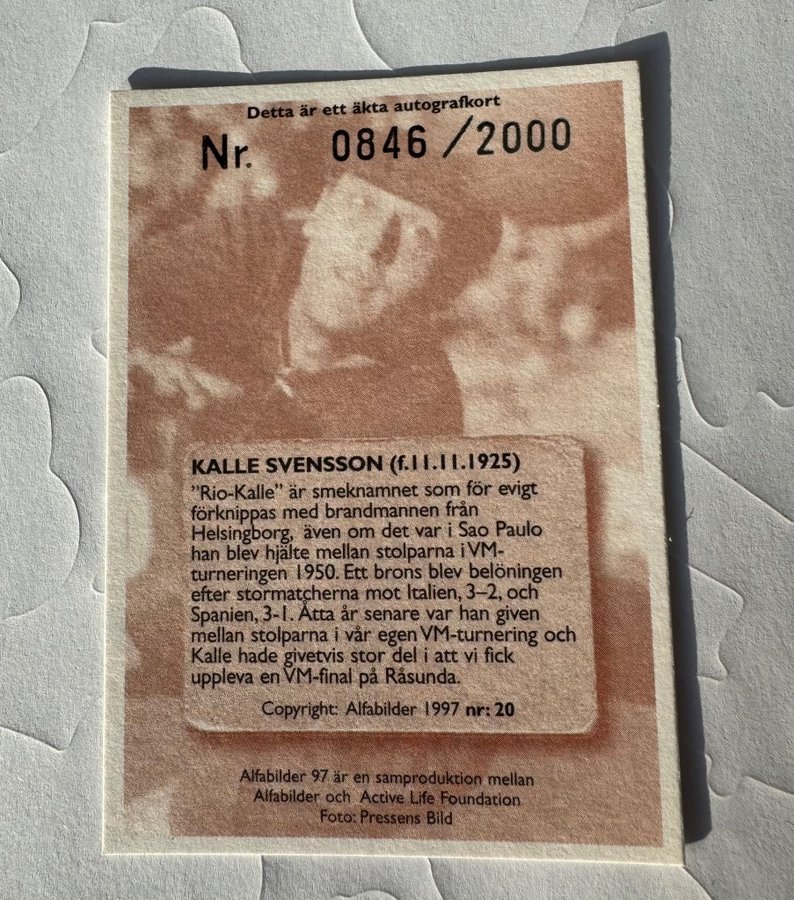 Detta är ett äkta autografkort
Nr. 0846 /2000
KALLE SVENSSON (f.11.11.1925)
”Rio-Kalle” är smeknamnet som för evigt
förknippas med brandmannen från
Helsingborg, även om det var i Sao Paulo
han blev hjälte mellan stolparna i VM-
turneringen 1950. Ett brons blev belöningen
efter stormatcherna mot Italien, 3–2, och
Spanien, 3-1. Åtta år senare var han given
mellan stolparna i vår egen VM-turnering och
Kalle hade givetvis stor del i att vi fick
uppleva en VM-final på Råsunda.
Copyright: Alfabilder 1997 nr: 20
Alfabilder 97 är en samproduktion mellan
Alfabilder och Active Life Foundation
Foto: Pressens Bild